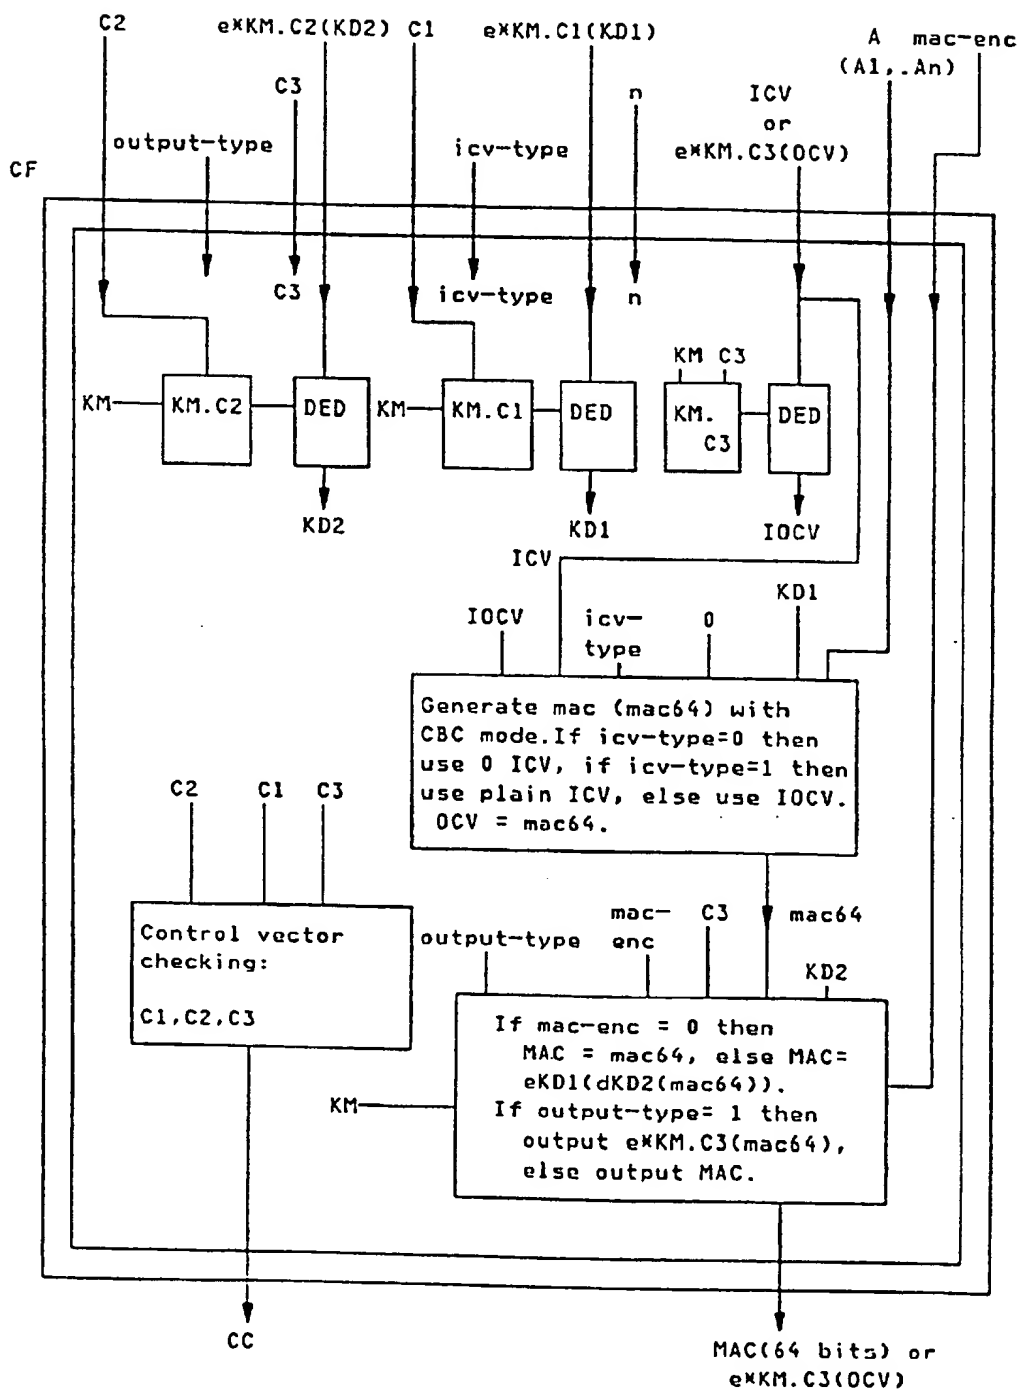 C2
e*KM.C2(KD2)
C1
e*KM.C1(KD1)
A mac-enc
(A1,.An)
C3
n
ICV
or
e*KM.C3(OCV)
output-type
icv-type
CF
C3
icv-type
n
KM
KM.C2
DED
KM
KM.C1
DED
KM C3
KM.
C3
DED
KD2
KD1
IOCV
ICV
IOCV
icv-
type
0
KD1
Generate mac (mac64) with
CBC mode.If icv-type=0 then
use 0 ICV, if icv-type=1 then
use plain ICV, else use IOCV.
OCV = mac64.
C2
C1
C3
Control vector
checking:
C1,C2,C3
output-type
mac-
enc
C3
mac64
KD2
If mac-enc = 0 then
MAC = mac64, else MAC=
eKD1(dKD2(mac64)).
If output-type= 1 then
output e*KM.C3(mac64),
else output MAC.
KM
CC
MAC(64 bits) or
e*KM.C3(OCV)